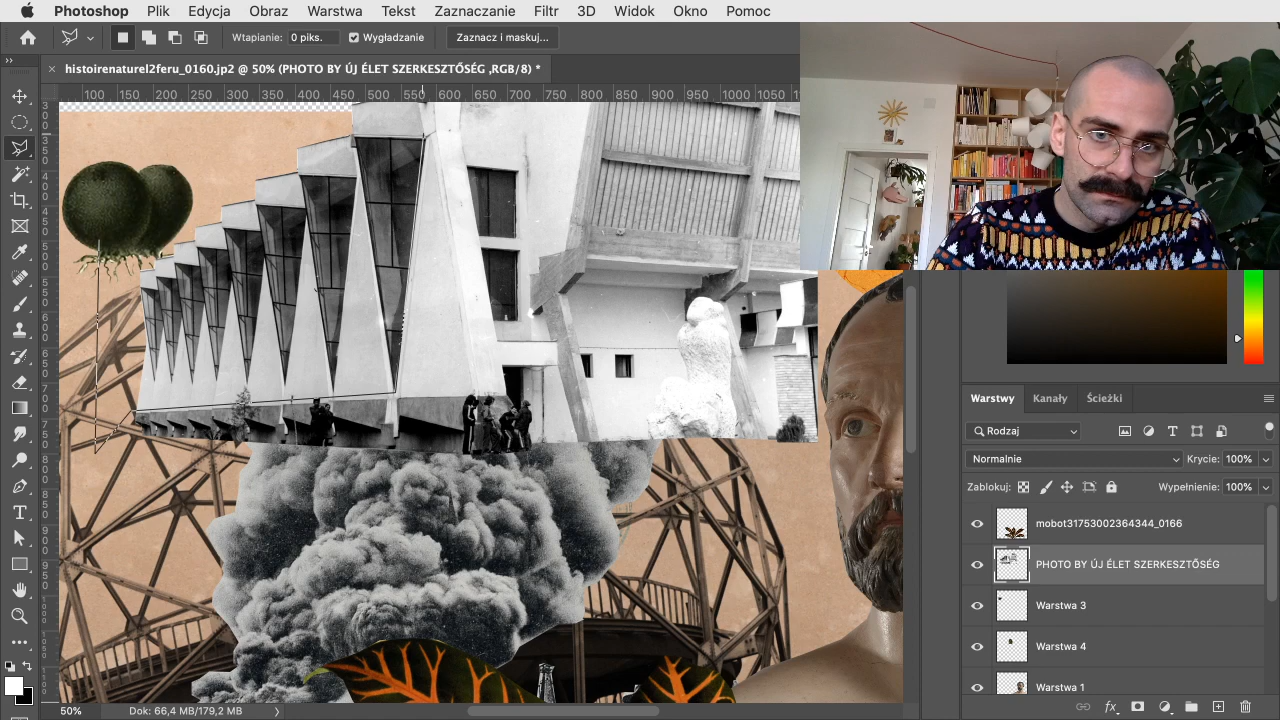 Photoshop Plik Edycja Obraz Warstwa Tekst Zaznaczanie Filtr 3D Widok Okno Pomoc
Wtapianie: 0 plks. Wygładzanie Zaznacz i maskuj...
histoirenaturel2feru_0160.jp2 @ 50% (PHOTO BY ÚJ ÉLET SZERKESZTŐSÉG ,RGB/8) *
100 150 200 250 300 350 400 450 500 550 600 650 700 750 800 850 900 950 1000 1050
Warstwy Kanały Ścieżki
Rodzaj
Normalnie Krycie: 100%
Zablokuj: Wypełnienie: 100%
mobot31753002364344_0166
PHOTO BY ÚJ ÉLET SZERKESZTŐSÉG
Warstwa 3
Warstwa 4
Warstwa 1
50% Dok: 66,4 MB/179,2 MB